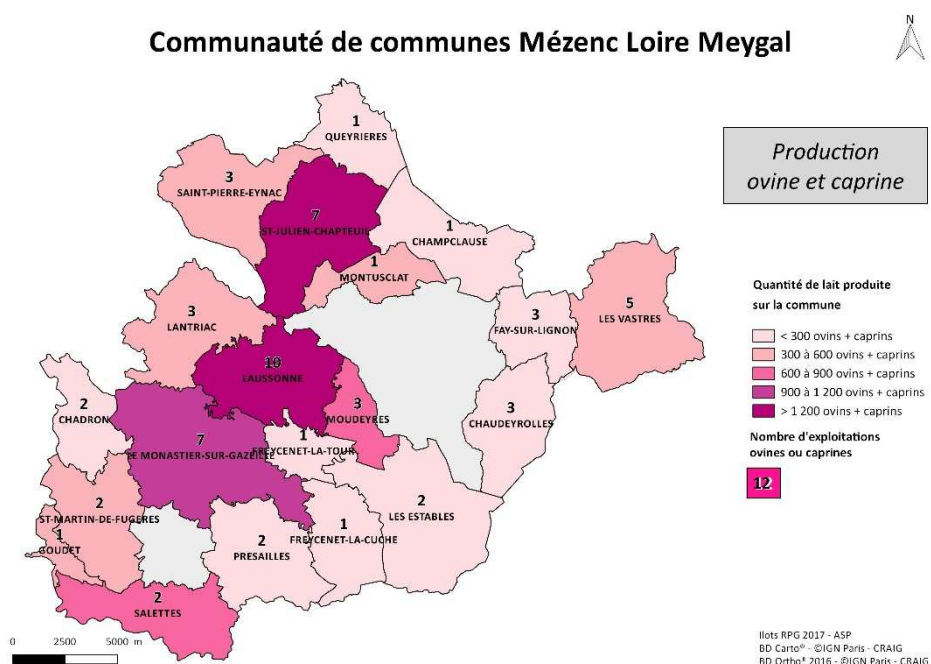 Communauté de communes Mézenc Loire Meygal
N
Production
ovine et caprine
1
QUEYRIERES
3
SAINT-PIERRE-EYNAC
7
ST-JULIEN-CHAPTEUIL
1
CHAMPCLAUSE
1
MONTUSCLAT
3
LANTRIAC
3
FAY-SUR-LIGNON
5
LES VASTRES
10
LAUSSONNE
2
CHADRON
3
MOUDEYRES
3
CHAUDEYROLLES
7
LE MONASTIER-SUR-GAZEILLE
1
FREYCENET-LA-TOUR
2
ST-MARTIN-DE-FUGERES
2
LES ESTABLES
1
GOUDET
2
PRESAILLES
1
FREYCENET-LA-CUCHE
2
SALETTES
Quantité de lait produite
sur la commune
< 300 ovins + caprins
300 à 600 ovins + caprins
600 à 900 ovins + caprins
900 à 1 200 ovins + caprins
> 1 200 ovins + caprins
Nombre d'exploitations
ovines ou caprines
12
0 2500 5000 m
Ilots RPG 2017 - ASP
BD Carto® - ©IGN Paris - CRAIG
BD Ortho® 2016 - ©IGN Paris - CRAIG